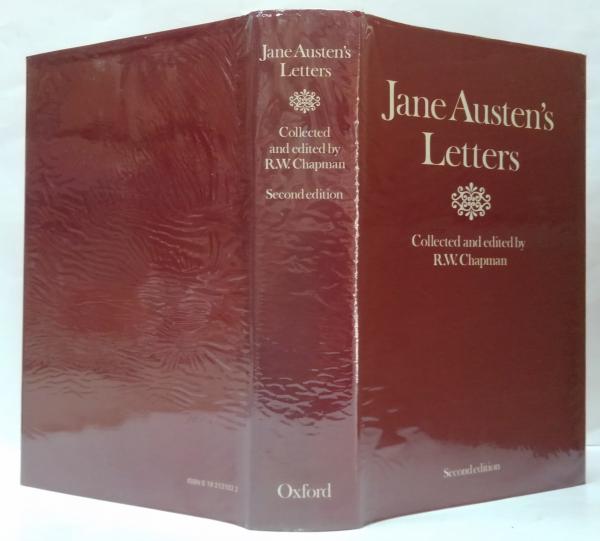 Jane Austen's
Letters
Collected
and edited by
R.W. Chapman
Second edition
Oxford
Jane Austen's
Letters
Collected and edited by
R.W. Chapman
Second edition